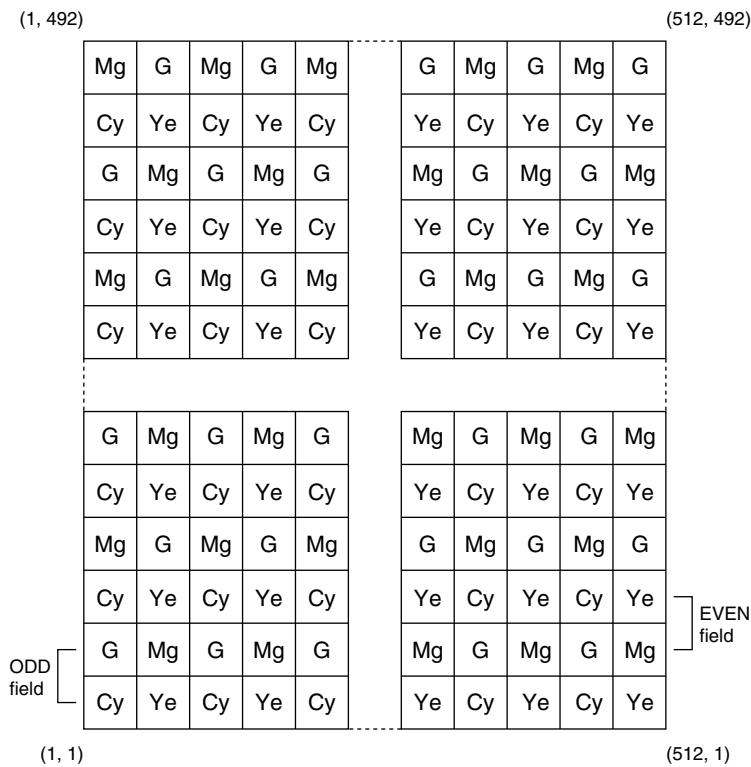 (1, 492) (512, 492)
Mg G Mg G Mg G Mg G Mg G
Cy Ye Cy Ye Cy Ye Cy Ye Cy Ye
G Mg G Mg G Mg G Mg G Mg
Cy Ye Cy Ye Cy Ye Cy Ye Cy Ye
Mg G Mg G Mg G Mg G Mg G
Cy Ye Cy Ye Cy Ye Cy Ye Cy Ye
G Mg G Mg G Mg G Mg G Mg
Cy Ye Cy Ye Cy Ye Cy Ye Cy Ye
Mg G Mg G Mg G Mg G Mg G
Cy Ye Cy Ye Cy Ye Cy Ye Cy Ye
EVEN
field
G Mg G Mg G Mg G Mg G Mg
ODD
field
Cy Ye Cy Ye Cy Ye Cy Ye Cy Ye
(1, 1) (512, 1)